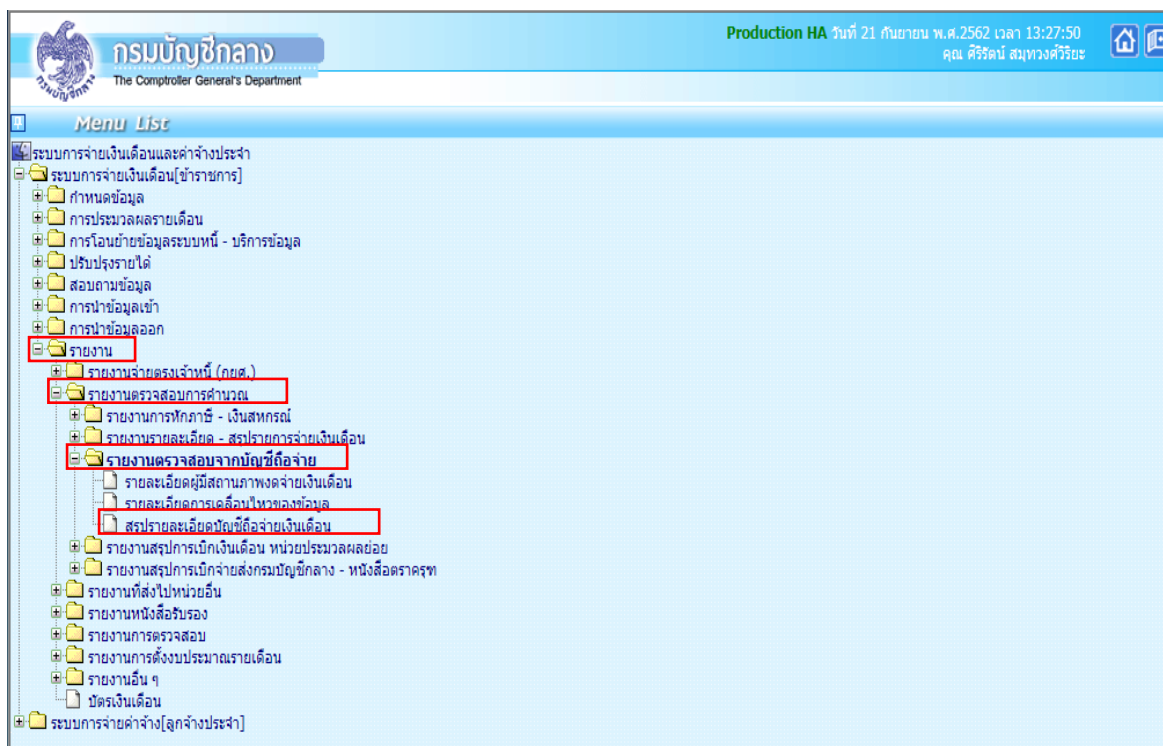 Production HA วันที่ 21 กันยายน พ.ศ.2562 เวลา 13:27:50
คุณ ศิริรัตน์ สมุทวงศ์วิริยะ
กรมบัญชีกลาง
The Comptroller General's Department
Menu List
ระบบการจ่ายเงินเดือนและค่าจ้างประจำ
ระบบการจ่ายเงินเดือน[ข้าราชการ]
กำหนดข้อมูล
การประมวลผลรายเดือน
การโอนย้ายข้อมูลระบบหนี้ - บริการข้อมูล
ปรับปรุงรายได้
สอบถามข้อมูล
การนำข้อมูลเข้า
การนำข้อมูลออก
รายงาน
รายงานจ่ายตรงเจ้าหนี้ (กยศ.)
รายงานตรวจสอบการคำนวณ
รายงานการหักภาษี - เงินสหกรณ์
รายงานรายละเอียด - สรุปรายการจ่ายเงินเดือน
รายงานตรวจสอบจากบัญชีถือจ่าย
รายละเอียดผู้มีสถานภาพงดจ่ายเงินเดือน
รายละเอียดการเคลื่อนไหวของข้อมูล
สรุปรายละเอียดบัญชีถือจ่ายเงินเดือน
รายงานสรุปการเบิกเงินเดือน หน่วยประมวลผลย่อย
รายงานสรุปการเบิกจ่ายส่งกรมบัญชีกลาง - หนังสือตราครุฑ
รายงานที่ส่งไปหน่วยอื่น
รายงานหนังสือรับรอง
รายงานการตรวจสอบ
รายงานการตั้งงบประมาณรายเดือน
รายงานอื่น ๆ
บัตรเงินเดือน
ระบบการจ่ายค่าจ้าง[ลูกจ้างประจำ]